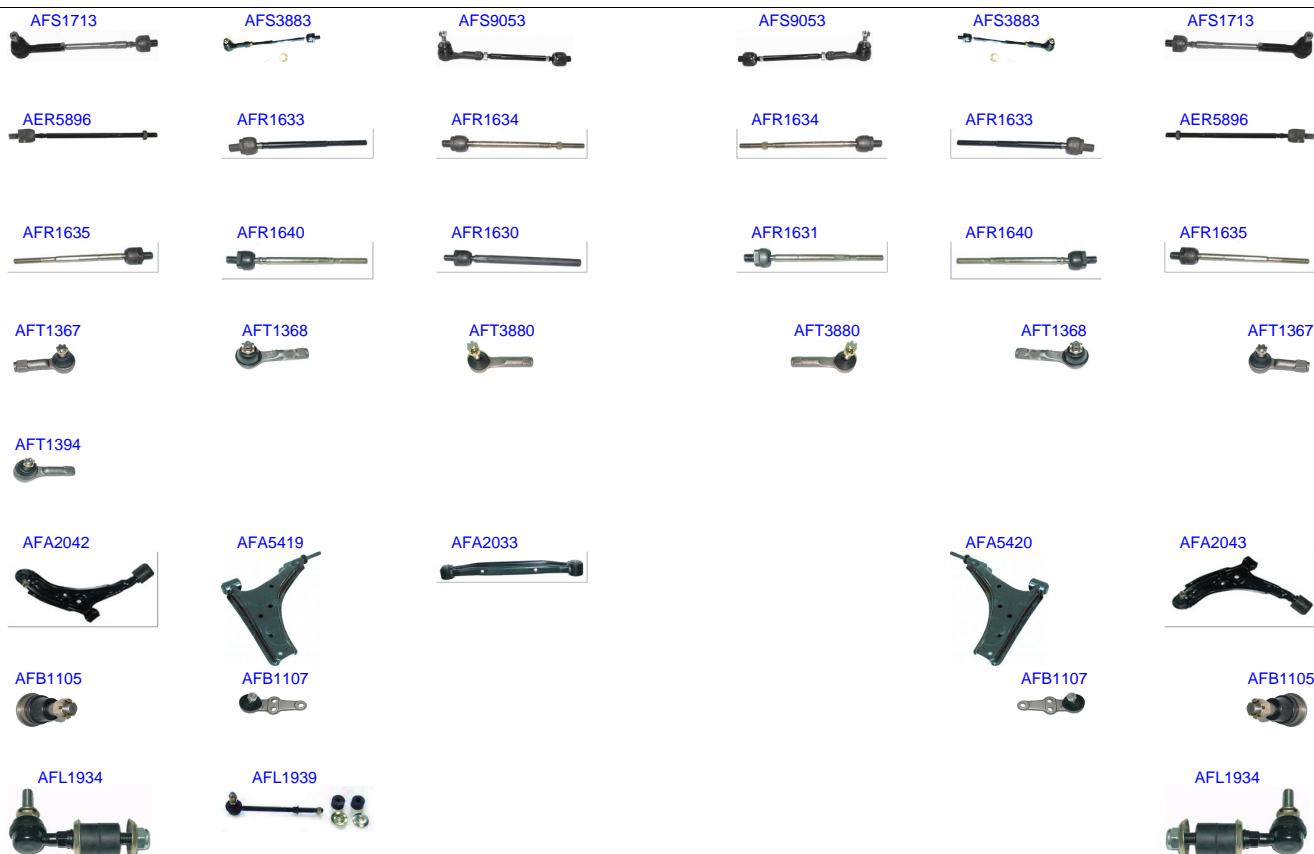 AFS1713 AFS3883 AFS9053 AFS9053 AFS3883 AFS1713
AER5896 AFR1633 AFR1634 AFR1634 AFR1633 AER5896
AFR1635 AFR1640 AFR1630 AFR1631 AFR1640 AFR1635
AFT1367 AFT1368 AFT3880 AFT3880 AFT1368 AFT1367
AFT1394
AFA2042 AFA5419 AFA2033 AFA5420 AFA2043
AFB1105 AFB1107 AFB1107 AFB1105
AFL1934 AFL1939 AFL1934